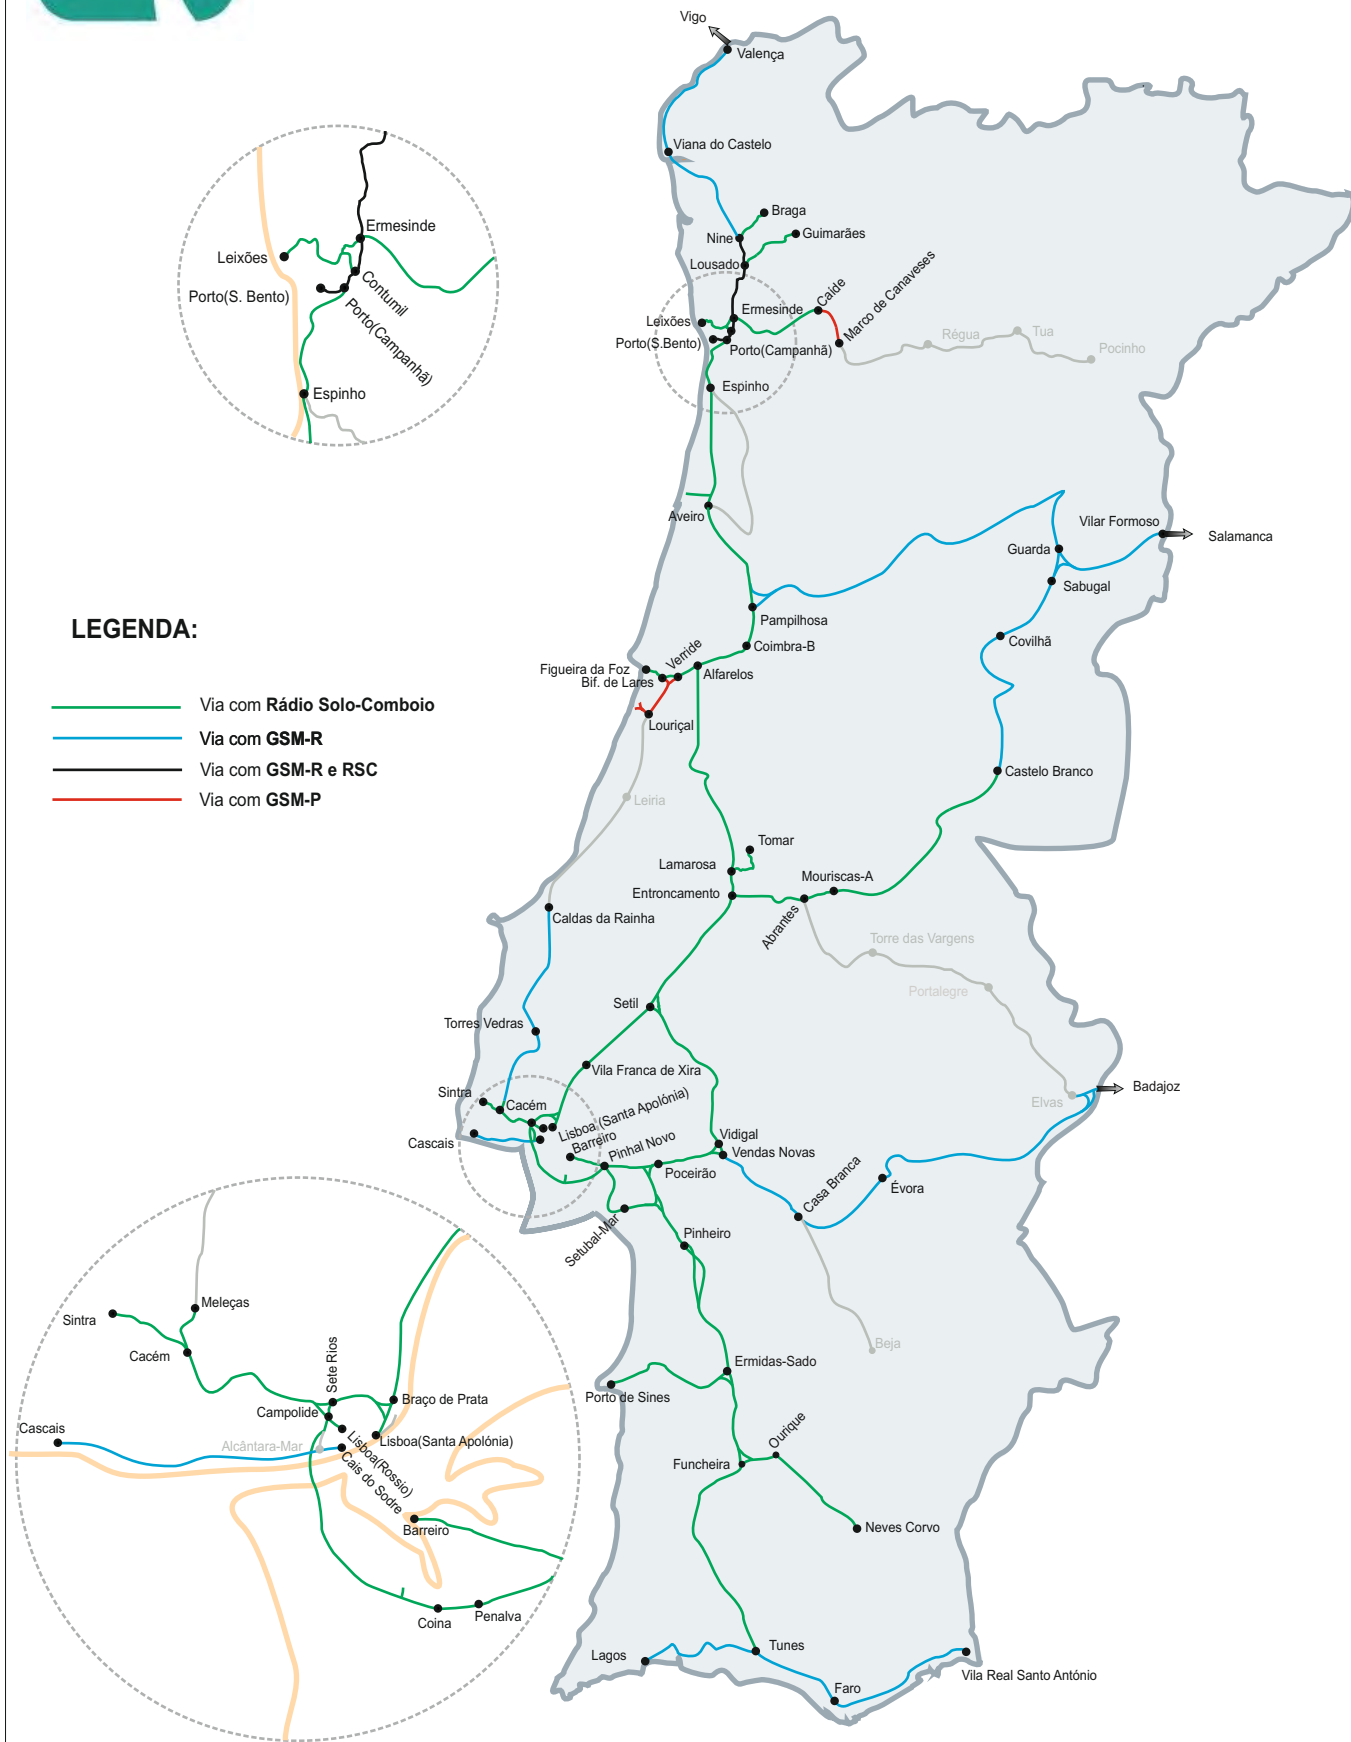 Vigo
Valença
Viana do Castelo
Braga
Nine
Guimarães
Lousado
Ermesinde
Caíde
Marco de Canaveses
Leixões
Porto(S.Bento)
Porto(Campanhã)
Régua
Tua
Pocinho
Espinho
Ermesinde
Leixões
Contumil
Porto(S. Bento)
Porto(Campanhã)
Espinho
Aveiro
Vilar Formoso
Salamanca
Guarda
Sabugal
Pampilhosa
Covilhã
Coimbra-B
Verride
Figueira da Foz
Bif. de Lares
Alfarelos
Louriçal
LEGENDA:
Via com Rádio Solo-Comboio
Via com GSM-R
Via com GSM-R e RSC
Via com GSM-P
Castelo Branco
Leiria
Tomar
Lamarosa
Mouriscas-A
Entroncamento
Abrantes
Caldas da Rainha
Torre das Vargens
Portalegre
Setil
Torres Vedras
Vila Franca de Xira
Sintra
Cacém
Lisboa (Santa Apolónia)
Elvas
Badajoz
Cascais
Barreiro
Pinhal Novo
Vidigal
Vendas Novas
Poceirão
Casa Branca
Évora
Setubal-Mar
Pinheiro
Beja
Ermidas-Sado
Porto de Sines
Ourique
Funcheira
Neves Corvo
Tunes
Lagos
Faro
Vila Real Santo António
Meleças
Sintra
Cacém
Sete Rios
Braço de Prata
Campolide
Cascais
Alcântara-Mar
Lisboa(Santa Apolónia)
Lisboa(Rossio)
Cais do Sodre
Barreiro
Coina
Penalva